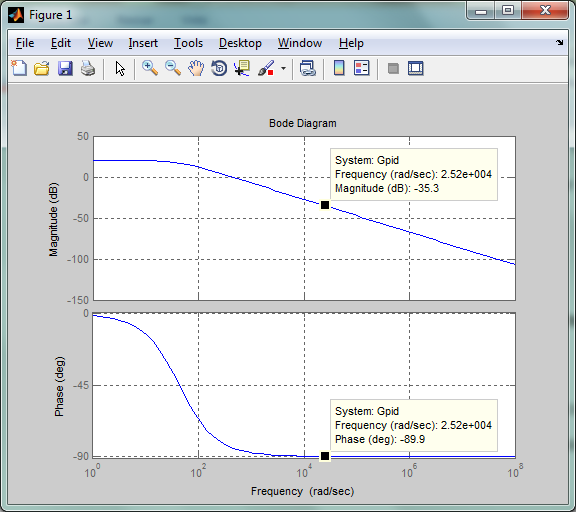 Figure 1
File Edit View Insert Tools Desktop Window Help
Bode Diagram
Magnitude (dB)
50
0
-50
-100
-150
System: Gpid
Frequency (rad/sec): 2.52e+004
Magnitude (dB): -35.3
Phase (deg)
0
-45
-90
System: Gpid
Frequency (rad/sec): 2.52e+004
Phase (deg): -89.9
10^0 10^2 10^4 10^6 10^8
Frequency (rad/sec)